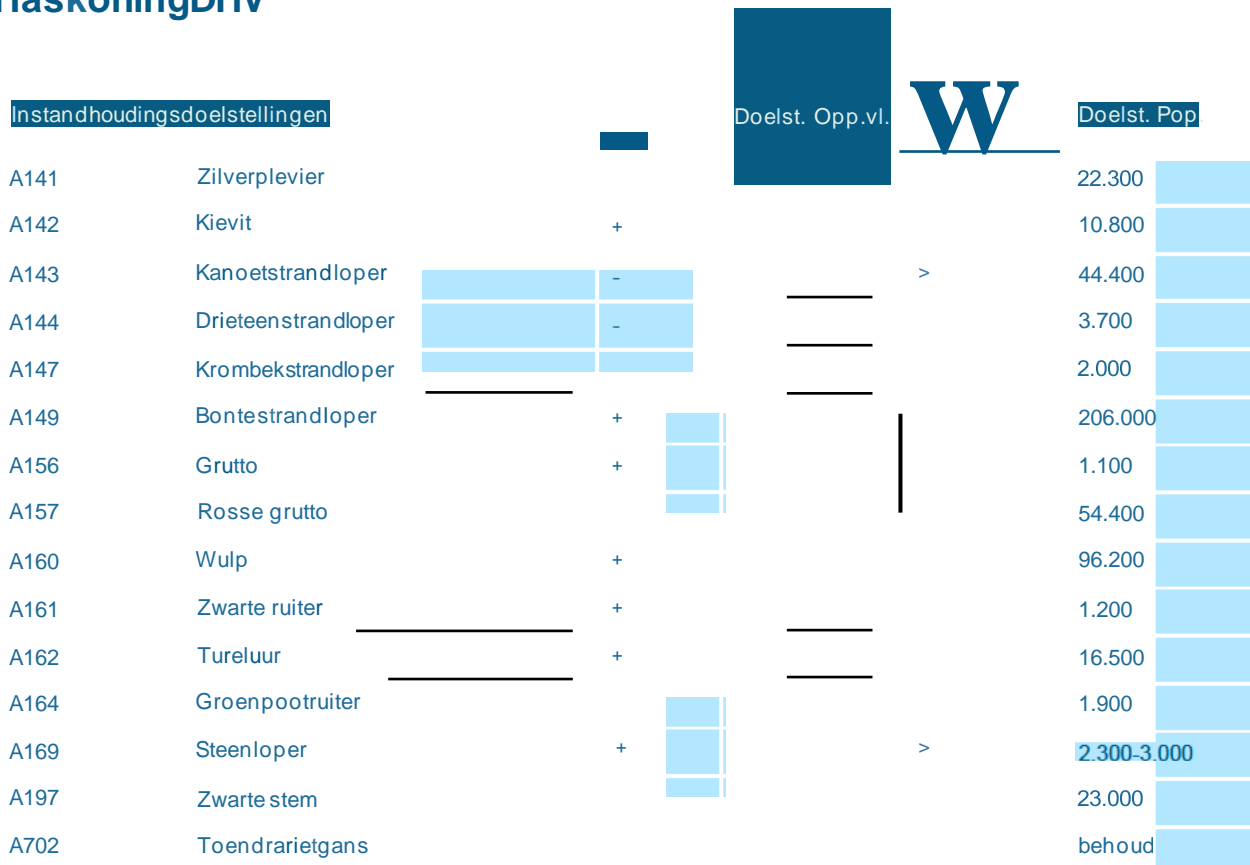 HaskoningDHV
Instandhoudingsdoelstellingen Doelst. Opp.vl. W Doelst. Pop
A141 Zilverplevier 22.300
A142 Kievit + 10.800
A143 Kanoetstrandloper - > 44.400
A144 Drieteenstrandloper - 3.700
A147 Krombekstrandloper 2.000
A149 Bontestrandloper + 206.000
A156 Grutto + 1.100
A157 Rosse grutto 54.400
A160 Wulp + 96.200
A161 Zwarte ruiter + 1.200
A162 Tureluur + 16.500
A164 Groenpootruiter 1.900
A169 Steenloper + > 2.300-3.000
A197 Zwarte stem 23.000
A702 Toendrarietgans behoud